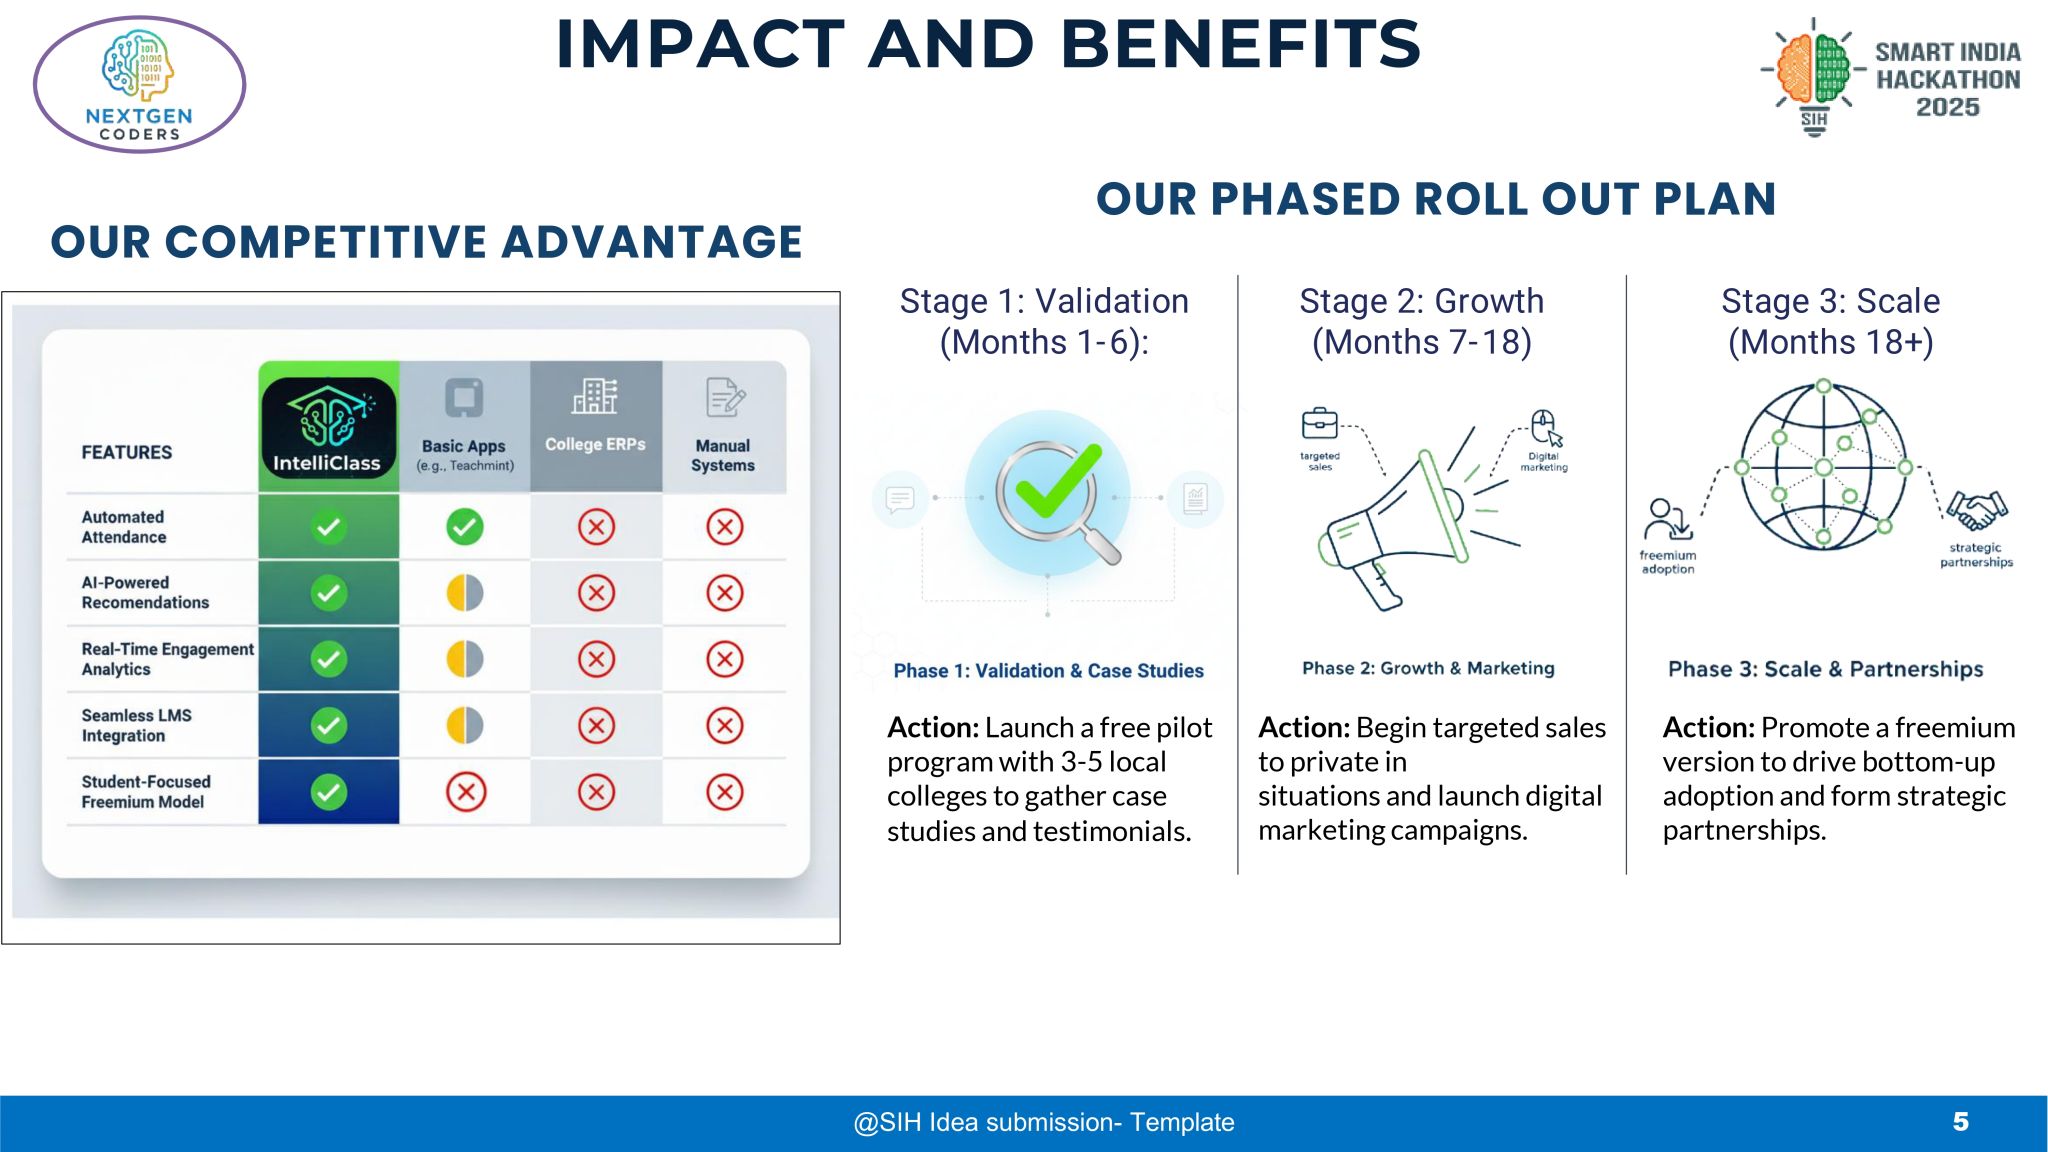 IMPACT AND BENEFITS
101
01010
10101
10111
NEXTGEN
CODERS
SIH
SMART INDIA
HACKATHON
2025
OUR COMPETITIVE ADVANTAGE
FEATURES
IntelliClass
Basic Apps
(e.g., Teachmint)
College ERPs
Manual
Systems
Automated
Attendance
AI-Powered
Recomendations
Real-Time Engagement
Analytics
Seamless LMS
Integration
Student-Focused
Freemium Model
OUR PHASED ROLL OUT PLAN
Stage 1: Validation
(Months 1-6):
Phase 1: Validation & Case Studies
Action: Launch a free pilot
program with 3-5 local
colleges to gather case
studies and testimonials.
Stage 2: Growth
(Months 7-18)
targeted
sales
Digital
marketing
Phase 2: Growth & Marketing
Action: Begin targeted sales
to private in
situations and launch digital
marketing campaigns.
Stage 3: Scale
(Months 18+)
freemium
adoption
strategic
partnerships
Phase 3: Scale & Partnerships
Action: Promote a freemium
version to drive bottom-up
adoption and form strategic
partnerships.
@SIH Idea submission- Template
5